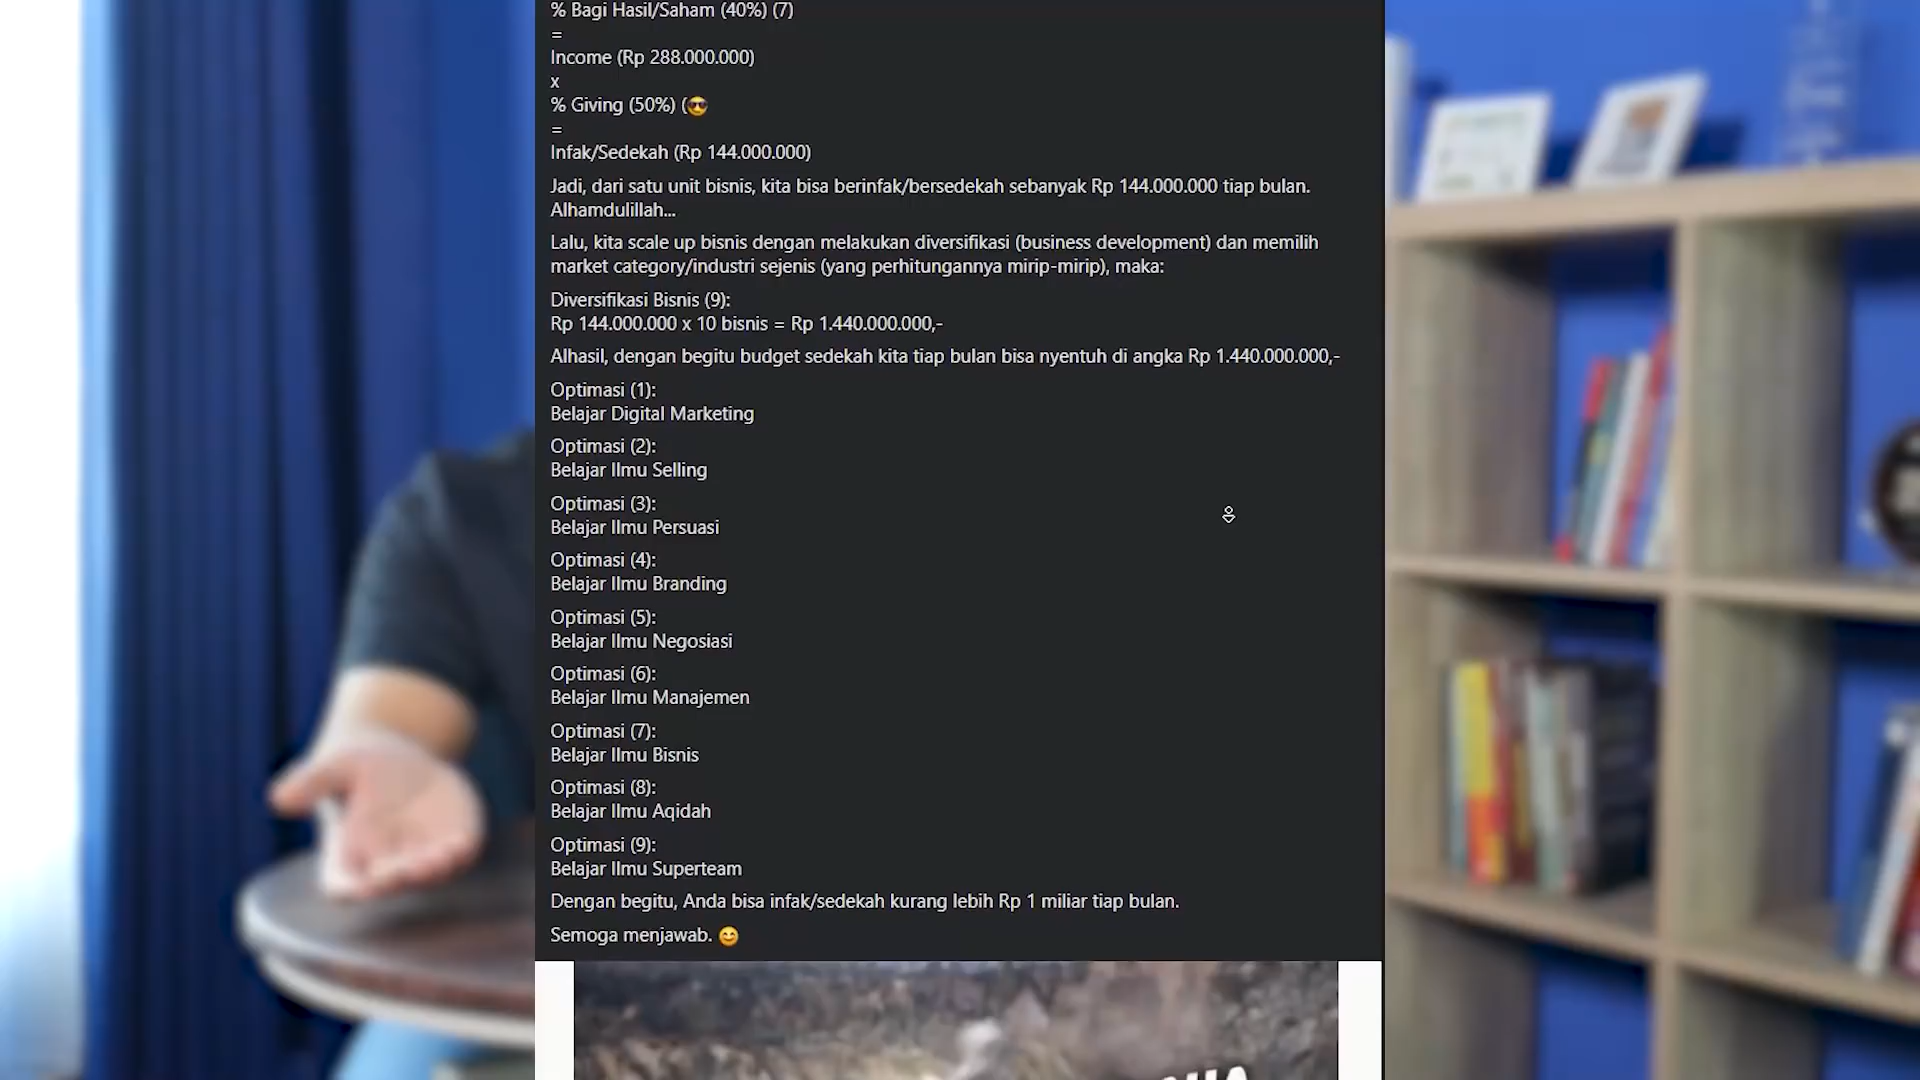 % Bagi Hasil/Saham (40%) (7)
=
Income (Rp 288.000.000)
x
% Giving (50%) (😎
=
Infak/Sedekah (Rp 144.000.000)
Jadi, dari satu unit bisnis, kita bisa berinfak/bersedekah sebanyak Rp 144.000.000 tiap bulan.
Alhamdulillah...
Lalu, kita scale up bisnis dengan melakukan diversifikasi (business development) dan memilih
market category/industri sejenis (yang perhitungannya mirip-mirip), maka:
Diversifikasi Bisnis (9):
Rp 144.000.000 x 10 bisnis = Rp 1.440.000.000,-
Alhasil, dengan begitu budget sedekah kita tiap bulan bisa nyentuh di angka Rp 1.440.000.000,-
Optimasi (1):
Belajar Digital Marketing
Optimasi (2):
Belajar Ilmu Selling
Optimasi (3):
Belajar Ilmu Persuasi
Optimasi (4):
Belajar Ilmu Branding
Optimasi (5):
Belajar Ilmu Negosiasi
Optimasi (6):
Belajar Ilmu Manajemen
Optimasi (7):
Belajar Ilmu Bisnis
Optimasi (8):
Belajar Ilmu Aqidah
Optimasi (9):
Belajar Ilmu Superteam
Dengan begitu, Anda bisa infak/sedekah kurang lebih Rp 1 miliar tiap bulan.
Semoga menjawab. 😊